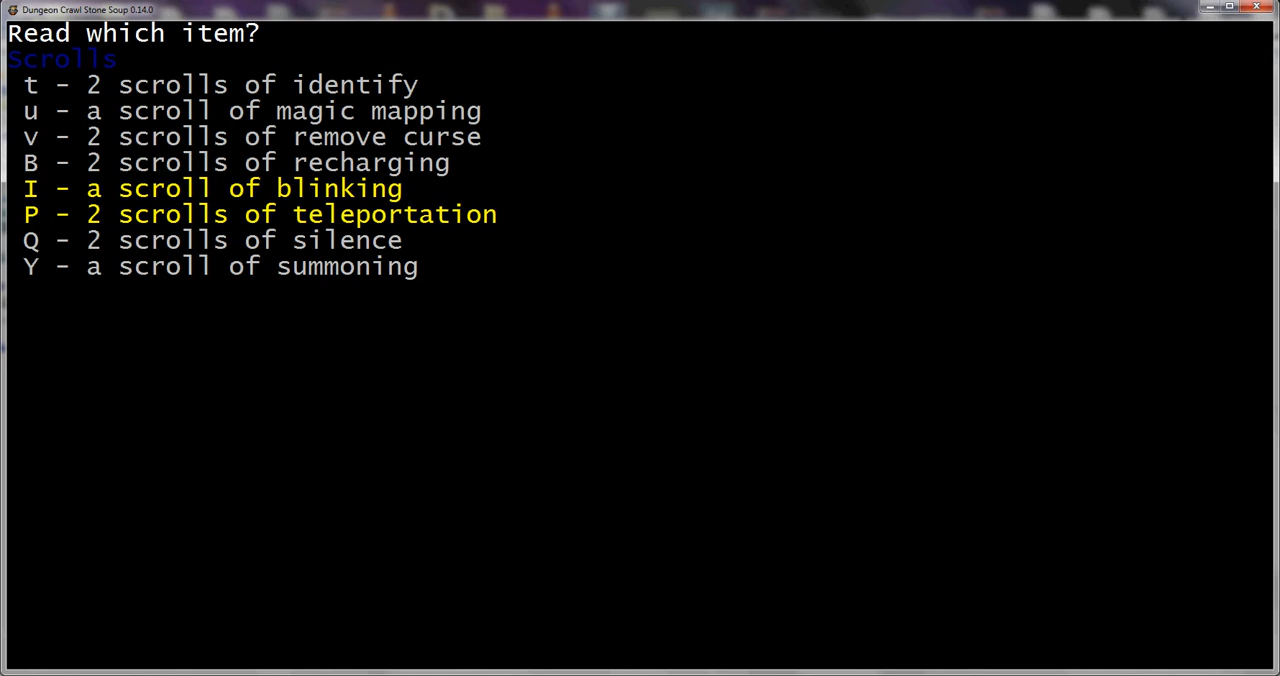 Dungeon Crawl Stone Soup 0.14.0
Read which item?
Scrolls
t - 2 scrolls of identify
u - a scroll of magic mapping
v - 2 scrolls of remove curse
B - 2 scrolls of recharging
I - a scroll of blinking
P - 2 scrolls of teleportation
Q - 2 scrolls of silence
Y - a scroll of summoning